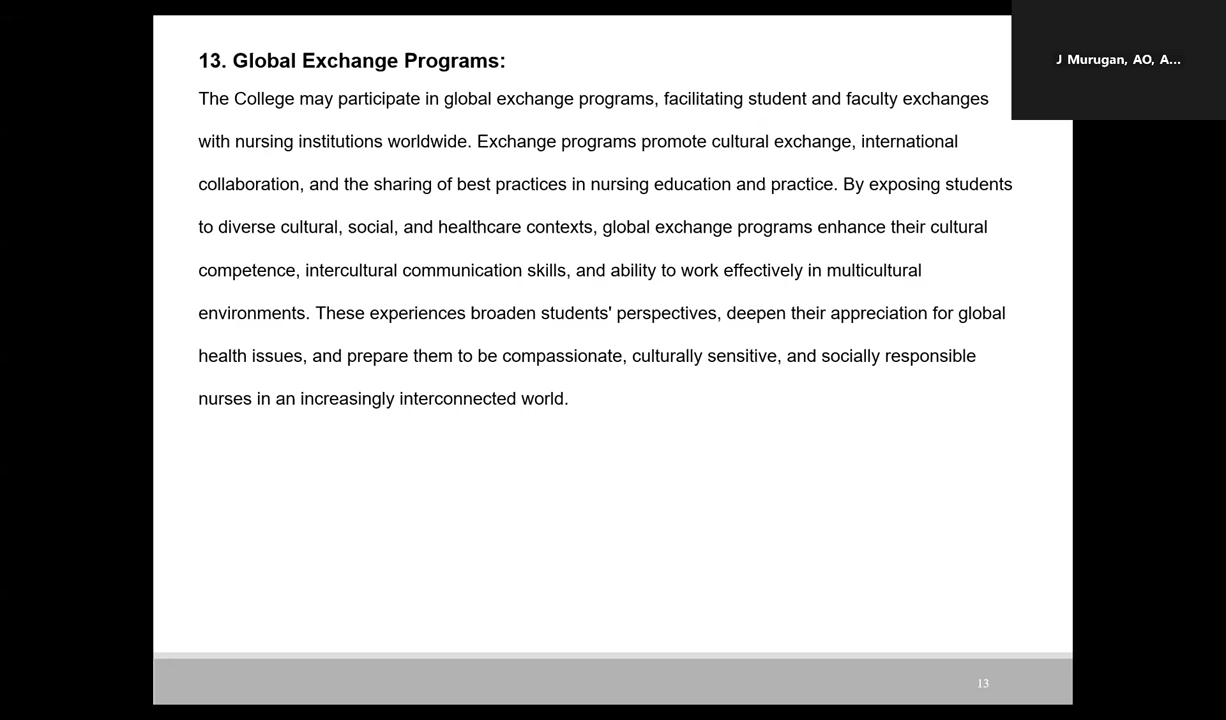 13. Global Exchange Programs:
The College may participate in global exchange programs, facilitating student and faculty exchanges
with nursing institutions worldwide. Exchange programs promote cultural exchange, international
collaboration, and the sharing of best practices in nursing education and practice. By exposing students
to diverse cultural, social, and healthcare contexts, global exchange programs enhance their cultural
competence, intercultural communication skills, and ability to work effectively in multicultural
environments. These experiences broaden students' perspectives, deepen their appreciation for global
health issues, and prepare them to be compassionate, culturally sensitive, and socially responsible
nurses in an increasingly interconnected world.
J Murugan, AO, A...
13